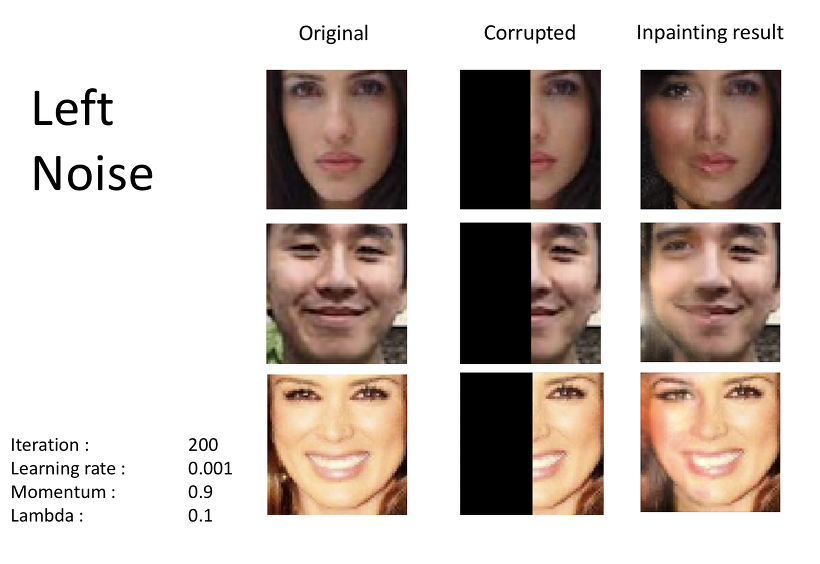 Original
Corrupted
Inpainting result
Left
Noise
Iteration : 200
Learning rate : 0.001
Momentum : 0.9
Lambda : 0.1